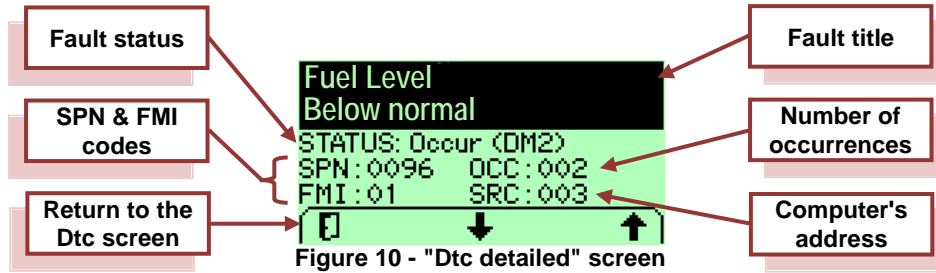 Fault status
Fault title
Fuel Level
Below normal
SPN & FMI
codes
Number of
occurrences
STATUS: Occur (DM2)
SPN:0096 OCC:002
FMI:01 SRC:003
Return to the
Dtc screen
Computer's
address
Figure 10 - "Dtc detailed" screen